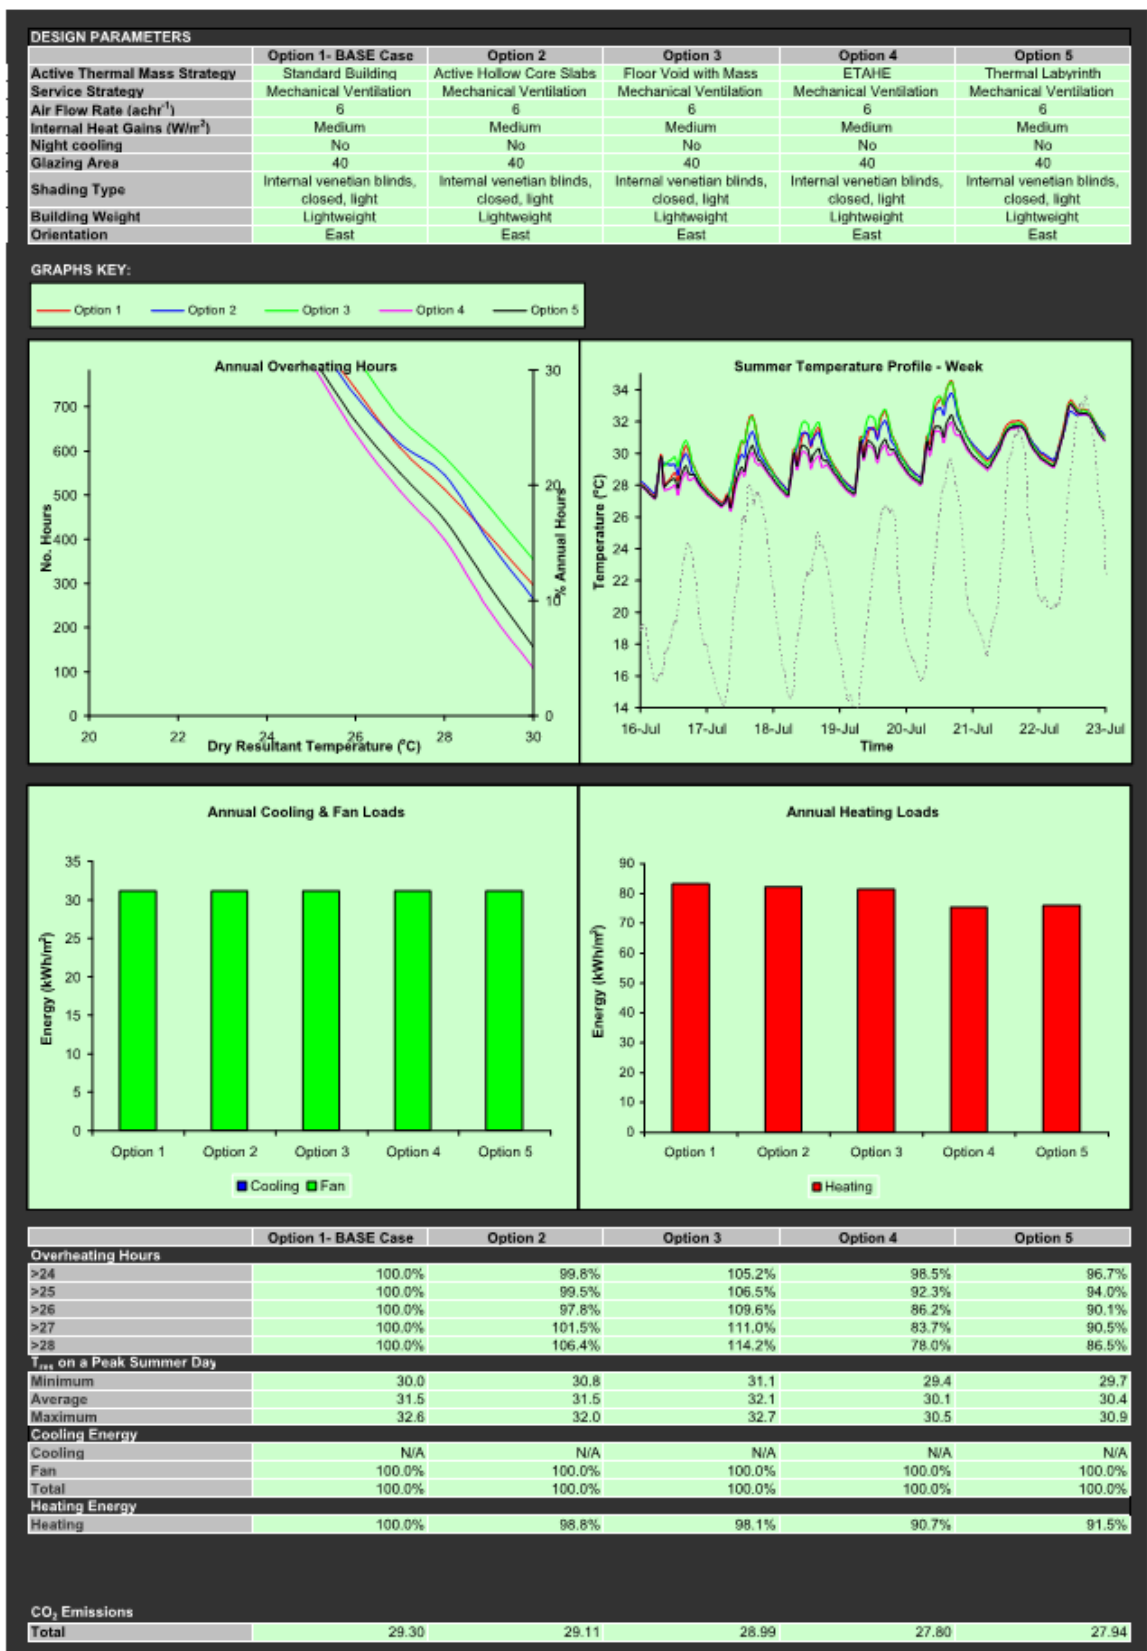 DESIGN PARAMETERS
Option 1- BASE Case Option 2 Option 3 Option 4 Option 5
Active Thermal Mass Strategy Standard Building Active Hollow Core Slabs Floor Void with Mass ETAHE Thermal Labyrinth
Service Strategy Mechanical Ventilation Mechanical Ventilation Mechanical Ventilation Mechanical Ventilation Mechanical Ventilation
Air Flow Rate (achr⁻¹) 6 6 6 6 6
Internal Heat Gains (W/m²) Medium Medium Medium Medium Medium
Night cooling No No No No No
Glazing Area 40 40 40 40 40
Shading Type Internal venetian blinds, closed, light Internal venetian blinds, closed, light Internal venetian blinds, closed, light Internal venetian blinds, closed, light Internal venetian blinds, closed, light
Building Weight Lightweight Lightweight Lightweight Lightweight Lightweight
Orientation East East East East East
GRAPHS KEY:
Option 1 Option 2 Option 3 Option 4 Option 5
Annual Overheating Hours
No. Hours
700
600
500
400
300
200
100
0
% Annual Hours
30
20
10
0
20 22 24 26 28 30
Dry Resultant Temperature (°C)
Summer Temperature Profile - Week
Temperature (°C)
34
32
30
28
26
24
22
20
18
16
14
16-Jul 17-Jul 18-Jul 19-Jul 20-Jul 21-Jul 22-Jul 23-Jul
Time
Annual Cooling & Fan Loads
Energy (kWh/m²)
35
30
25
20
15
10
5
0
Option 1 Option 2 Option 3 Option 4 Option 5
Cooling Fan
Annual Heating Loads
Energy (kWh/m²)
90
80
70
60
50
40
30
20
10
0
Option 1 Option 2 Option 3 Option 4 Option 5
Heating
Option 1- BASE Case Option 2 Option 3 Option 4 Option 5
Overheating Hours
>24 100.0% 99.8% 105.2% 98.5% 96.7%
>25 100.0% 99.5% 106.5% 92.3% 94.0%
>26 100.0% 97.8% 109.6% 86.2% 90.1%
>27 100.0% 101.5% 111.0% 83.7% 90.5%
>28 100.0% 106.4% 114.2% 78.0% 86.5%
Tres on a Peak Summer Day
Minimum 30.0 30.8 31.1 29.4 29.7
Average 31.5 31.5 32.1 30.1 30.4
Maximum 32.6 32.0 32.7 30.5 30.9
Cooling Energy
Cooling N/A N/A N/A N/A N/A
Fan 100.0% 100.0% 100.0% 100.0% 100.0%
Total 100.0% 100.0% 100.0% 100.0% 100.0%
Heating Energy
Heating 100.0% 98.8% 98.1% 90.7% 91.5%
CO₂ Emissions
Total 29.30 29.11 28.99 27.80 27.94